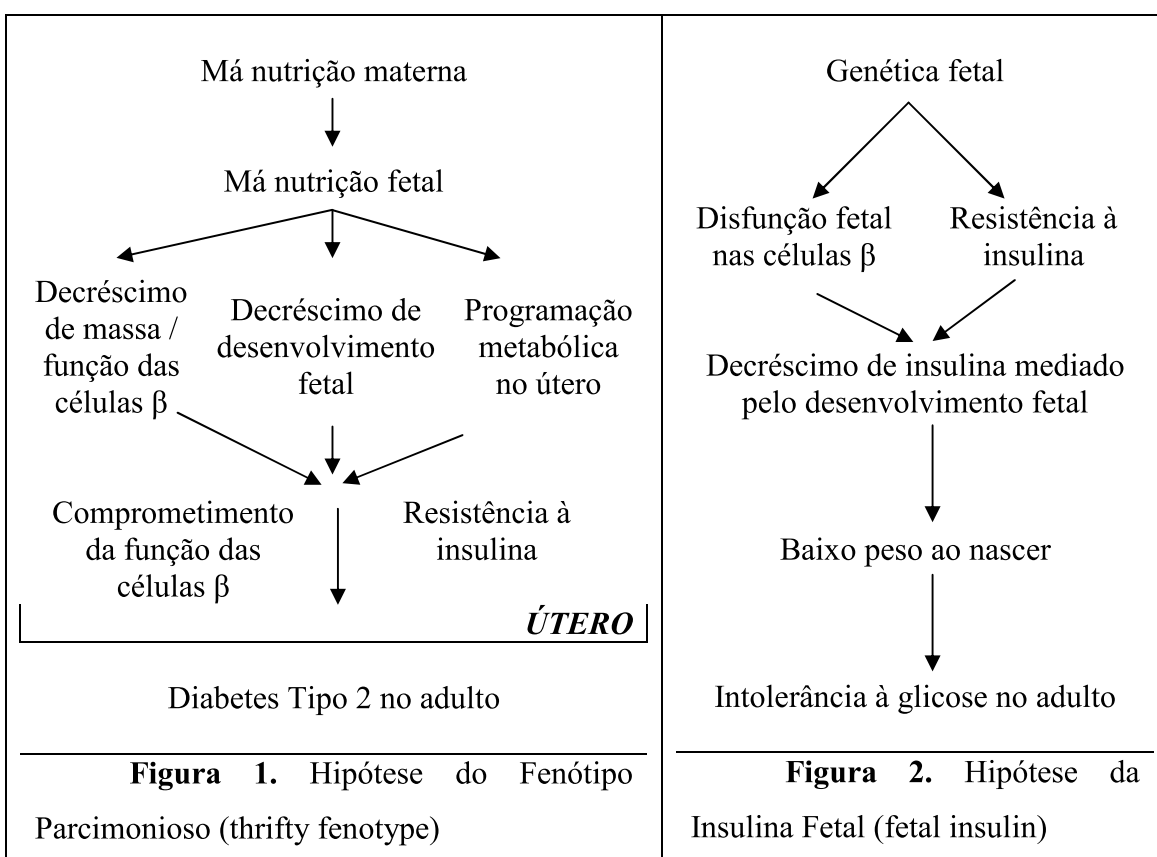 Má nutrição materna
Má nutrição fetal
Decréscimo
de massa /
função das
células β
Decréscimo de
desenvolvimento
fetal
Programação
metabólica
no útero
Comprometimento
da função das
células β
Resistência à
insulina
ÚTERO
Diabetes Tipo 2 no adulto
Figura 1. Hipótese do Fenótipo
Parcimonioso (thrifty fenotype)
Genética fetal
Disfunção fetal
nas células β
Resistência à
insulina
Decréscimo de insulina mediado
pelo desenvolvimento fetal
Baixo peso ao nascer
Intolerância à glicose no adulto
Figura 2. Hipótese da
Insulina Fetal (fetal insulin)